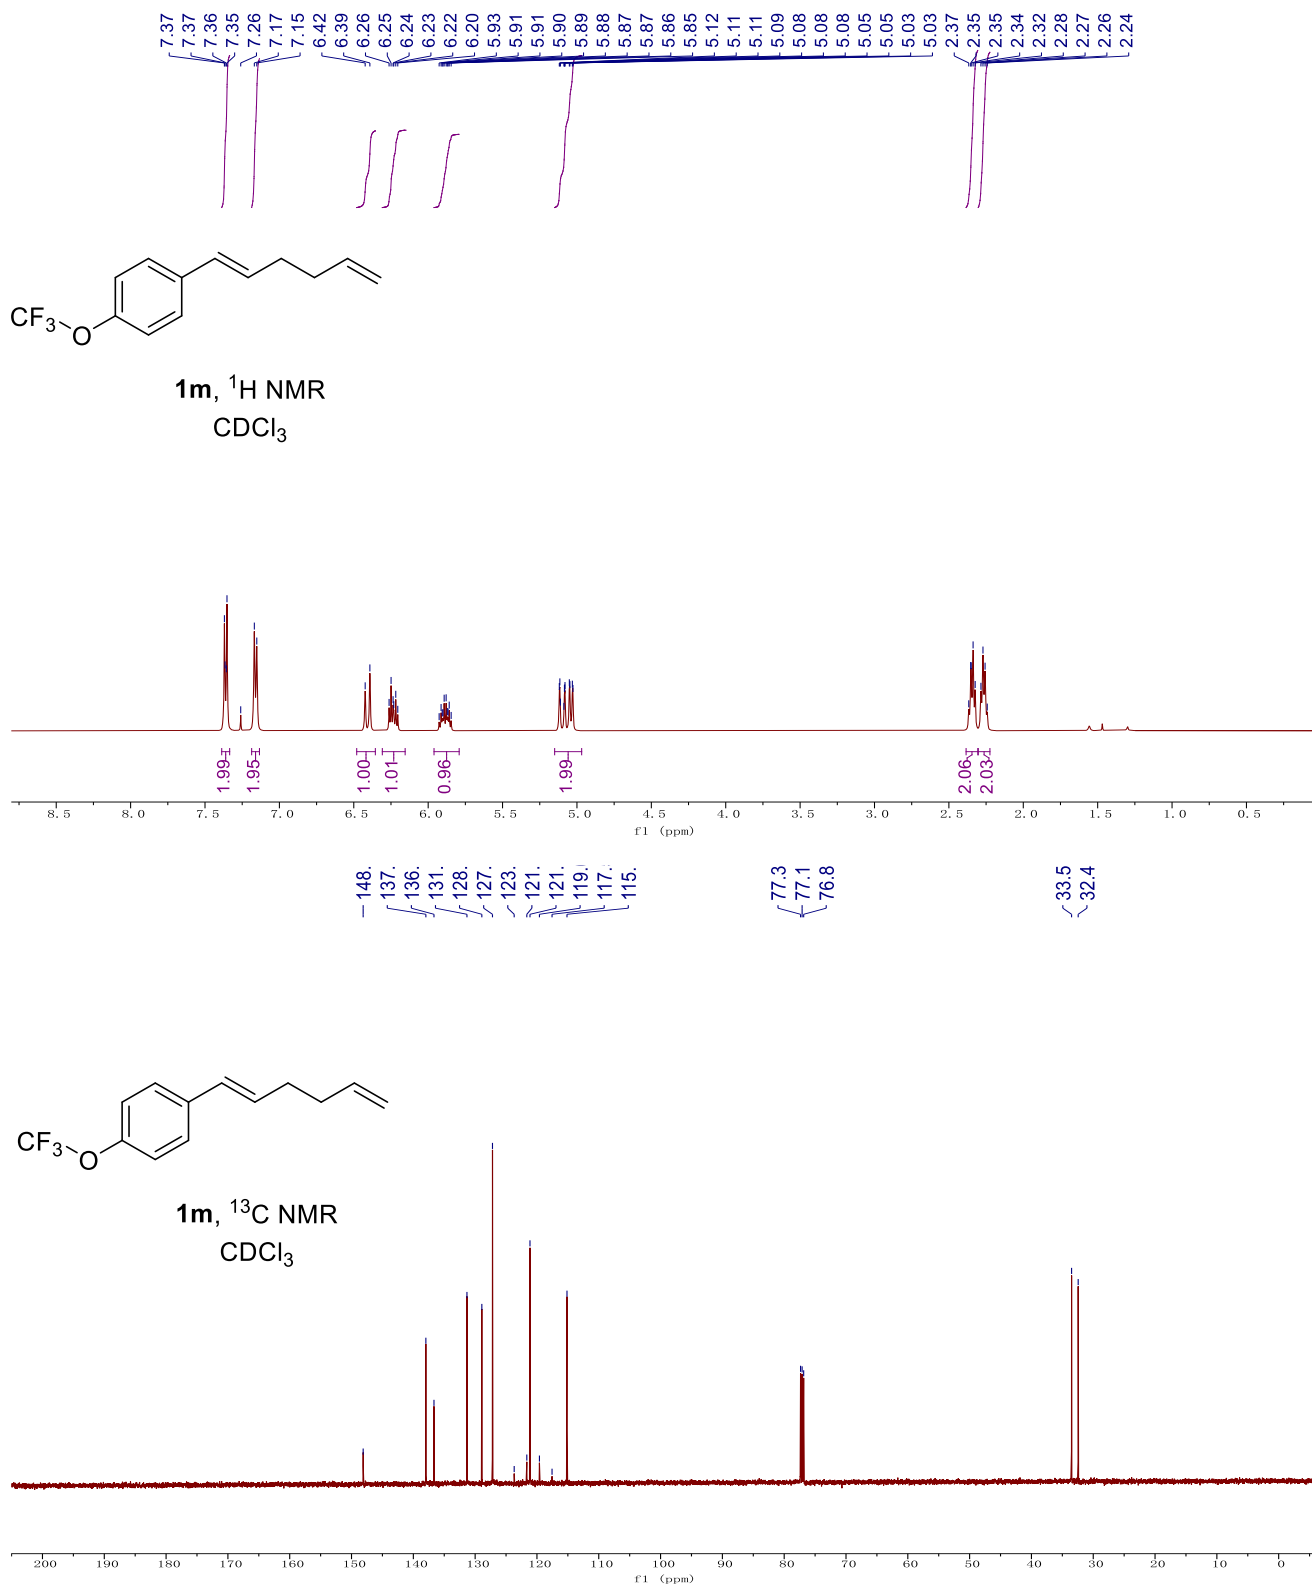 7.37 7.37 7.36 7.35 7.26 7.17 7.15 6.42 6.39 6.26 6.25 6.24 6.23 6.22 6.20 5.93 5.91 5.91 5.90 5.89 5.88 5.87 5.87 5.86 5.85 5.12 5.11 5.11 5.09 5.08 5.08 5.08 5.05 5.05 5.03 5.03 2.37 2.35 2.35 2.34 2.32 2.28 2.27 2.26 2.24
CF3 O
1m, 1H NMR
CDCl3
1.99 1.95 1.00 1.01 0.96 1.99 2.06 2.03
8.5 8.0 7.5 7.0 6.5 6.0 5.5 5.0 4.5 4.0 3.5 3.0 2.5 2.0 1.5 1.0 0.5
f1 (ppm)
148. 137. 136. 131. 128. 127. 123. 121. 121. 119. 117. 115. 77.3 77.1 76.8 33.5 32.4
CF3 O
1m, 13C NMR
CDCl3
200 190 180 170 160 150 140 130 120 110 100 90 80 70 60 50 40 30 20 10 0
f1 (ppm)